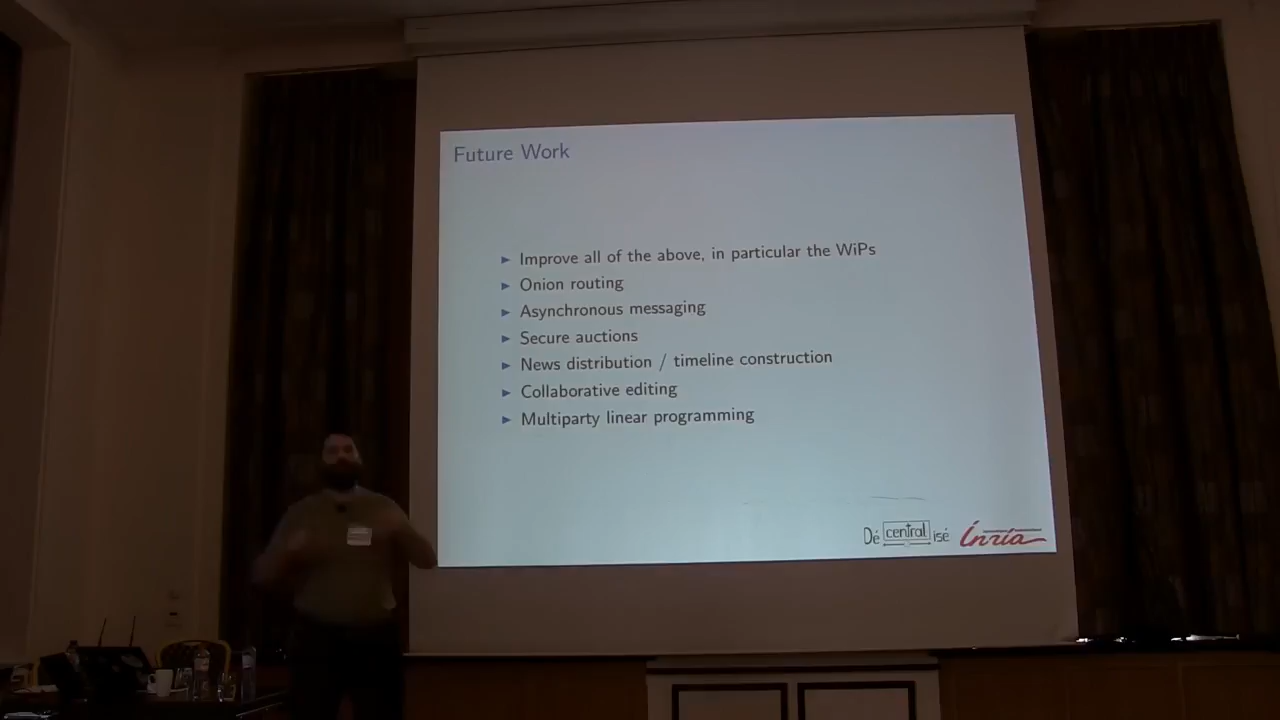 Future Work
Improve all of the above, in particular the WiPs
Onion routing
Asynchronous messaging
Secure auctions
News distribution / timeline construction
Collaborative editing
Multiparty linear programming
Dé central isé Inria